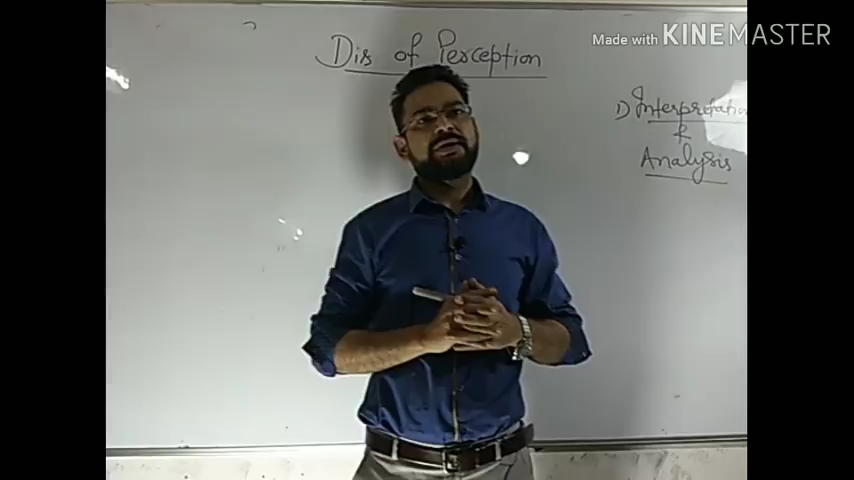 Made with KINEMASTER
Dis of Perception
1) Interpretation
&
Analysis